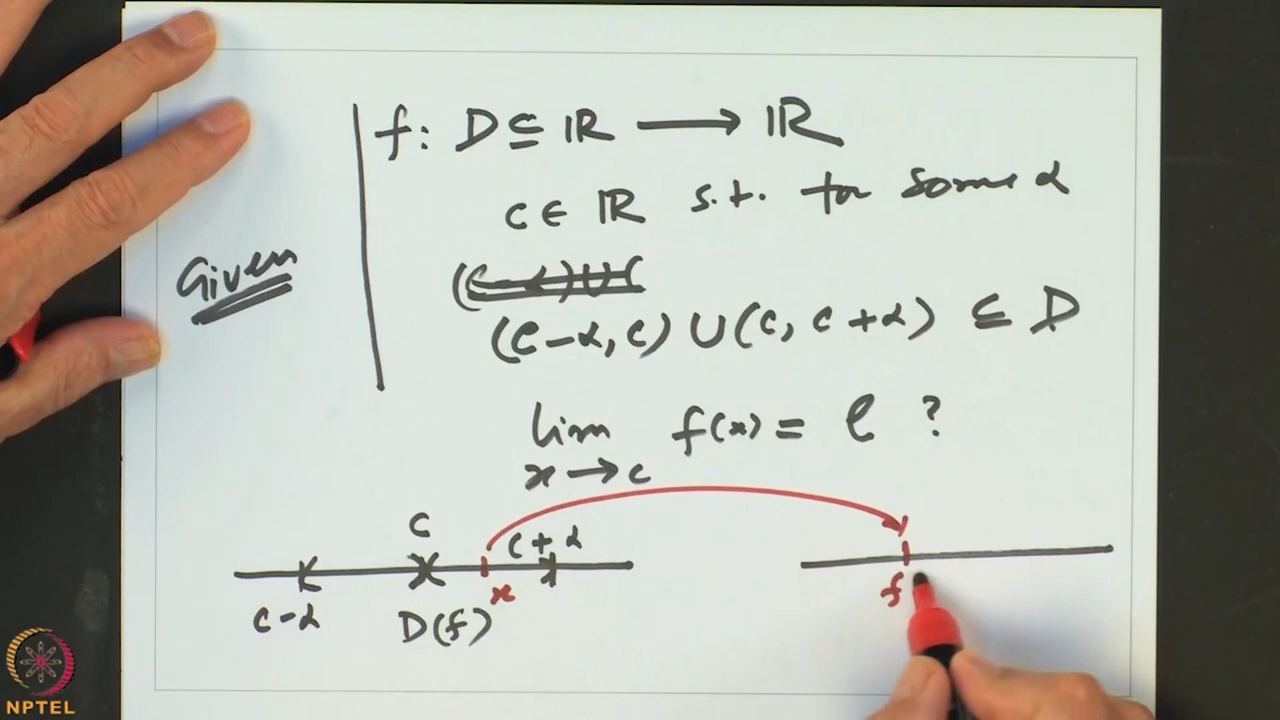 f: D ⊆ ℝ ⟶ ℝ
c ∈ ℝ s.t. for some α
Given
(c-α, c) ∪ (c, c+α) ⊆ D
lim f(x) = l ?
x → c
c c+α
c-α D(f) x f
NPTEL